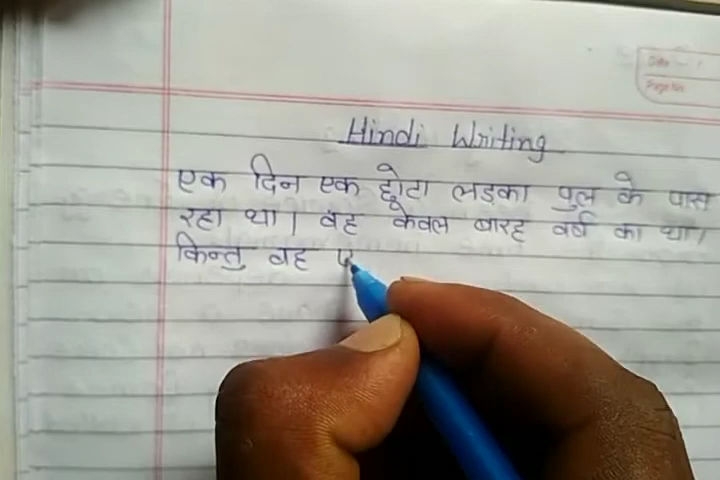 Date
Page No.
Hindi Writing
एक दिन एक छोटा लड़का पुल के पास
रहा था। वह केवल बारह वर्ष का था।
किन्तु वह